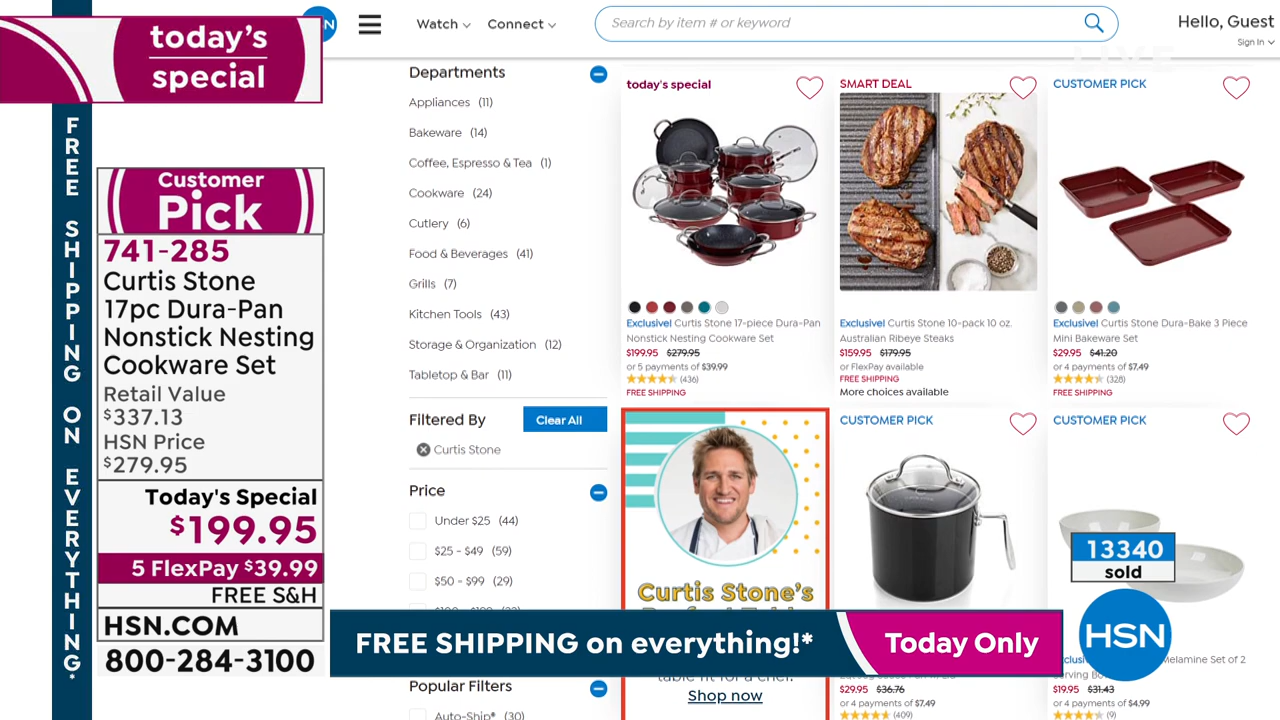 today's
special
FREE SHIPPING ON EVERYTHING!*
Customer
Pick
741-285
Curtis Stone
17pc Dura-Pan
Nonstick Nesting
Cookware Set
Retail Value
$337.13
HSN Price
$279.95
Today's Special
$199.95
5 FlexPay $39.99
FREE S&H
HSN.COM
800-284-3100
Watch
Connect
Search by item # or keyword
Hello, Guest
Sign In
LIVE
Departments
Appliances (11)
Bakeware (14)
Coffee, Espresso & Tea (1)
Cookware (24)
Cutlery (6)
Food & Beverages (41)
Grills (7)
Kitchen Tools (43)
Storage & Organization (12)
Tabletop & Bar (11)
Filtered By
Clear All
Curtis Stone
Price
Under $25 (44)
$25 - $49 (59)
$50 - $99 (29)
Popular Filters
Auto-Ship® (30)
today's special
Exclusive! Curtis Stone 17-piece Dura-Pan
Nonstick Nesting Cookware Set
$199.95 $279.95
or 5 payments of $39.99
(436)
FREE SHIPPING
SMART DEAL
Exclusive! Curtis Stone 10-pack 10 oz.
Australian Ribeye Steaks
$159.95 $179.95
or FlexPay available
FREE SHIPPING
More choices available
CUSTOMER PICK
Exclusive! Curtis Stone Dura-Bake 3 Piece
Mini Bakeware Set
$29.95 $41.20
or 4 payments of $7.49
(328)
FREE SHIPPING
Curtis Stone's
table fit for a chef.
Shop now
CUSTOMER PICK
$29.95 $36.76
or 4 payments of $7.49
(409)
CUSTOMER PICK
Melamine Set of 2
$19.95 $31.43
or 4 payments of $4.99
(9)
13340
sold
FREE SHIPPING on everything!*
Today Only
HSN